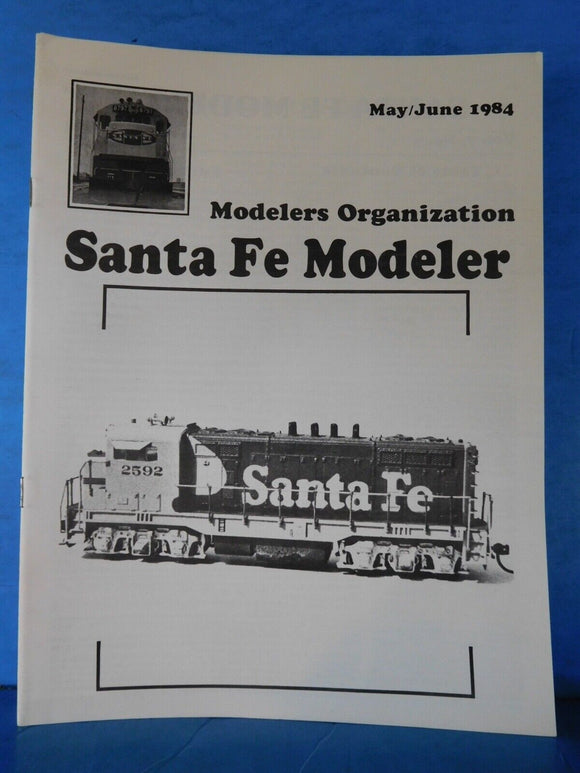 May/June 1984
Modelers Organization
Santa Fe Modeler
2592
Santa Fe